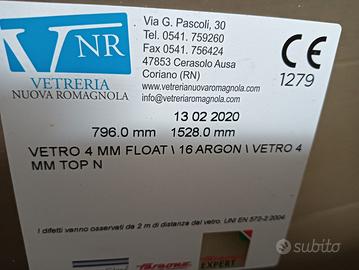 VNR
VETRERIA
NUOVA ROMAGNOLA
Via G. Pascoli, 30
Tel. 0541. 759260
Fax 0541. 756424
47853 Cerasolo Ausa
Coriano (RN)
www.vetrerianuovaromagnola.com
info@vetreriaromagnola.com
CE
1279
13 02 2020
796.0 mm 1528.0 mm
VETRO 4 MM FLOAT \ 16 ARGON \ VETRO 4
MM TOP N
I difetti vanno osservati da 2 m di distanza dal vetro. UNI EN 572-2:2004
EXPERT
subito